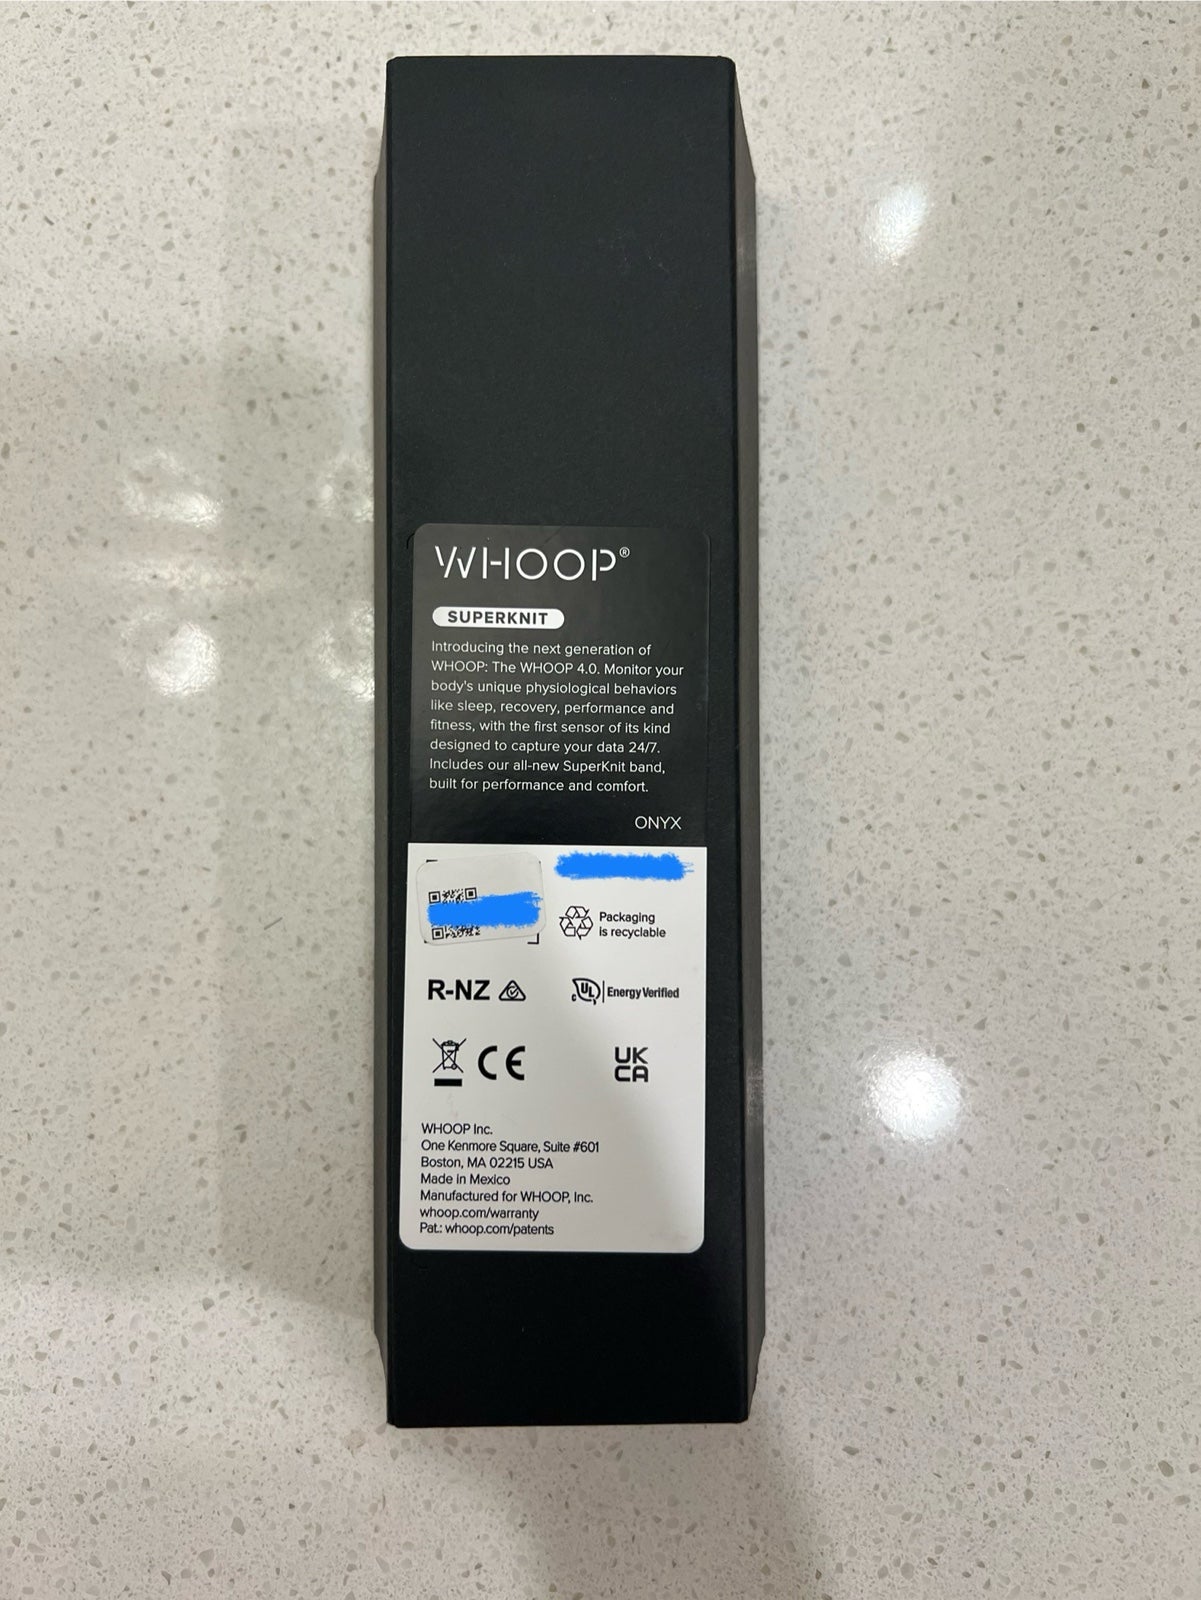 WHOOP®
SUPERKNIT
Introducing the next generation of
WHOOP: The WHOOP 4.0. Monitor your
body's unique physiological behaviors
like sleep, recovery, performance and
fitness, with the first sensor of its kind
designed to capture your data 24/7.
Includes our all-new SuperKnit band,
built for performance and comfort.
ONYX
Packaging
is recyclable
R-NZ
c UL Energy Verified
CE
UK
CA
WHOOP Inc.
One Kenmore Square, Suite #601
Boston, MA 02215 USA
Made in Mexico
Manufactured for WHOOP, Inc.
whoop.com/warranty
Pat.: whoop.com/patents